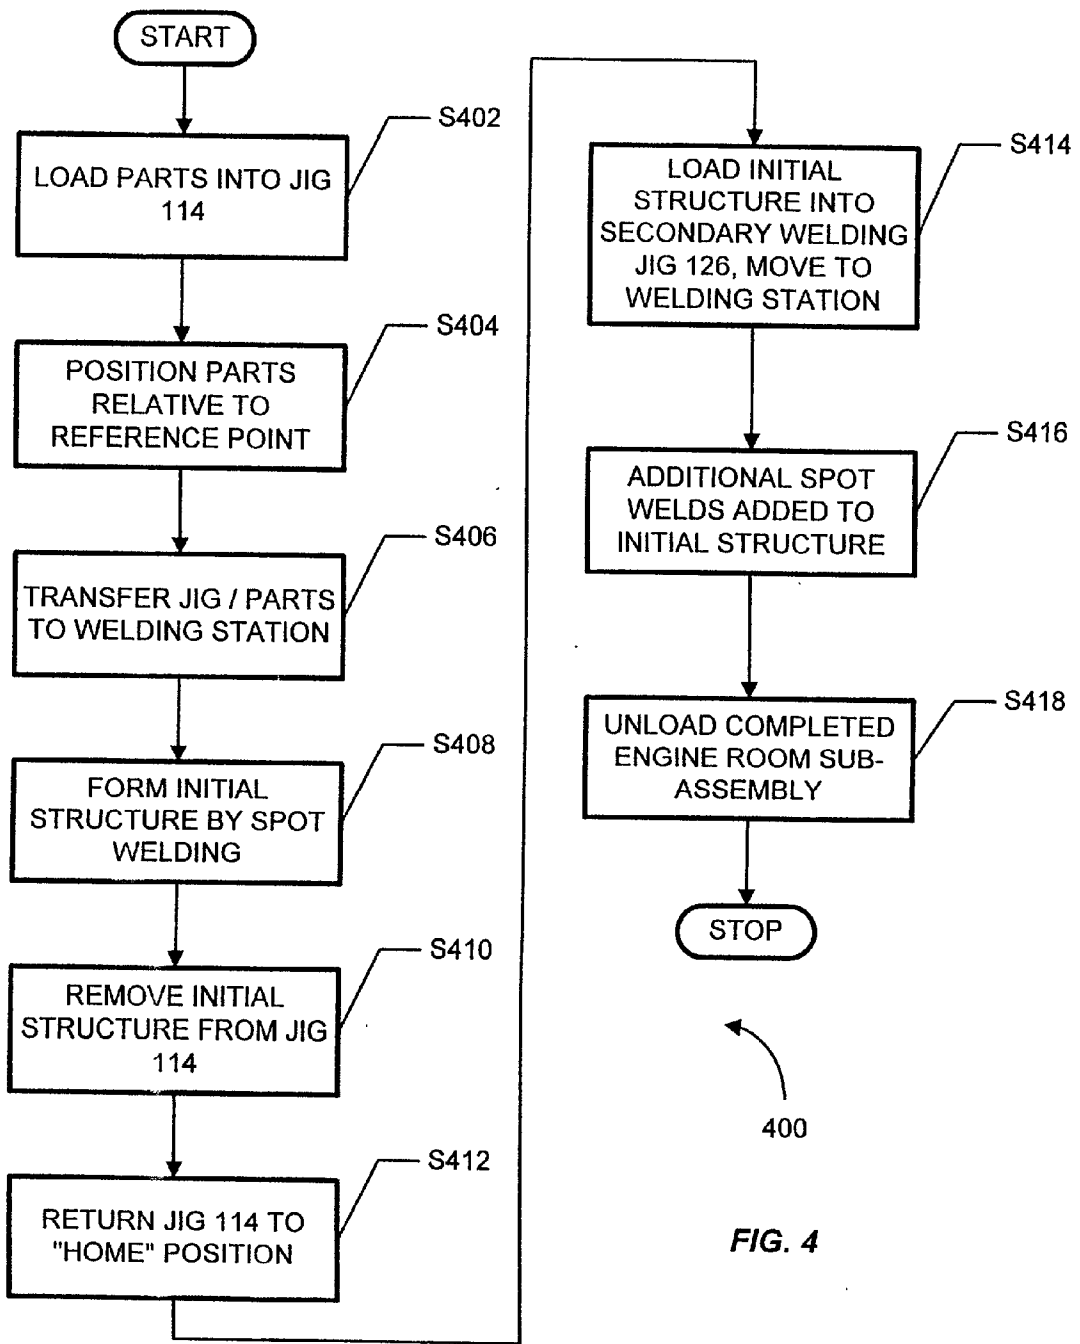 START
S402
LOAD PARTS INTO JIG
114
S404
POSITION PARTS
RELATIVE TO
REFERENCE POINT
S406
TRANSFER JIG / PARTS
TO WELDING STATION
S408
FORM INITIAL
STRUCTURE BY SPOT
WELDING
S410
REMOVE INITIAL
STRUCTURE FROM JIG
114
S412
RETURN JIG 114 TO
"HOME" POSITION
S414
LOAD INITIAL
STRUCTURE INTO
SECONDARY WELDING
JIG 126, MOVE TO
WELDING STATION
S416
ADDITIONAL SPOT
WELDS ADDED TO
INITIAL STRUCTURE
S418
UNLOAD COMPLETED
ENGINE ROOM SUB-
ASSEMBLY
STOP
400
FIG. 4